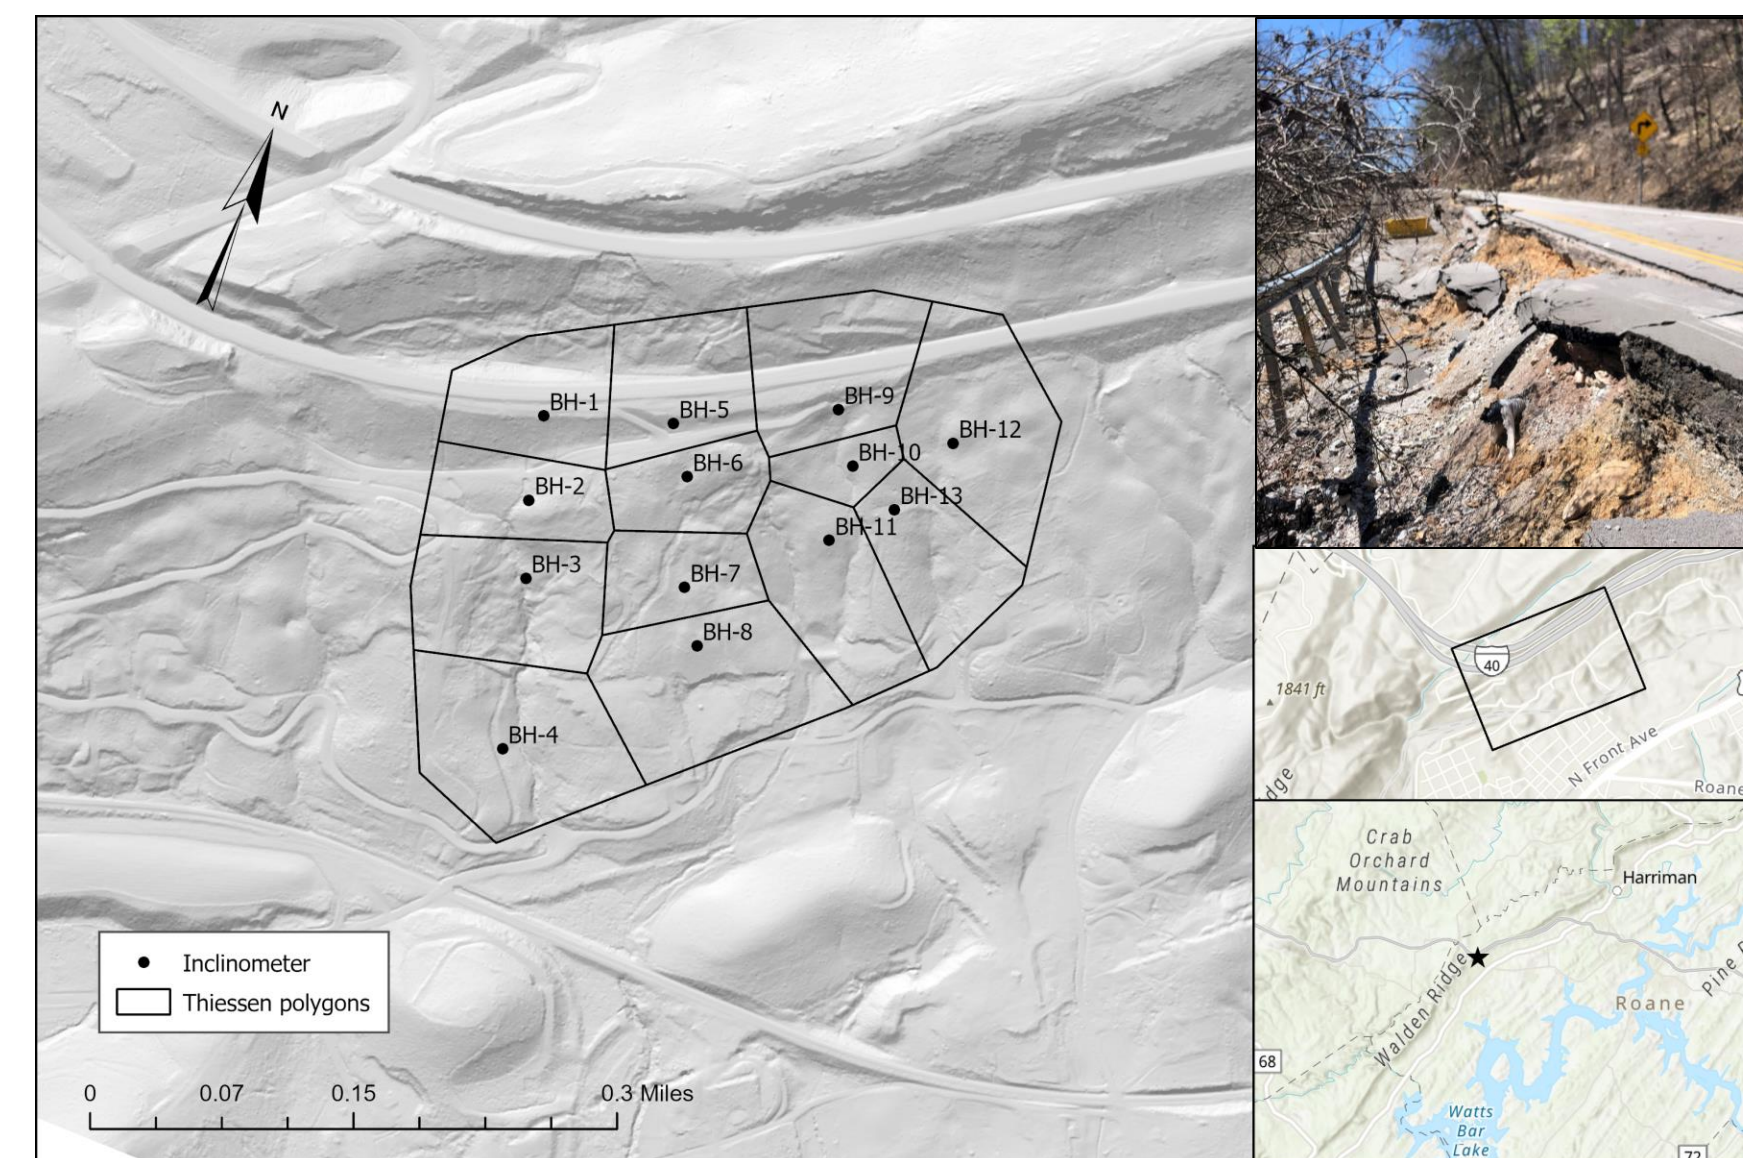 N
BH-1
BH-5
BH-9
BH-12
BH-6
BH-10
BH-2
BH-13
BH-11
BH-3
BH-7
BH-8
BH-4
Inclinometer
Thiessen polygons
0 0.07 0.15 0.3 Miles
40
1841 ft
N Front Ave
dge
Roane
Crab
Orchard
Mountains
Harriman
Walden Ridge
Pine
Roane
68
Watts
Bar
Lake
72